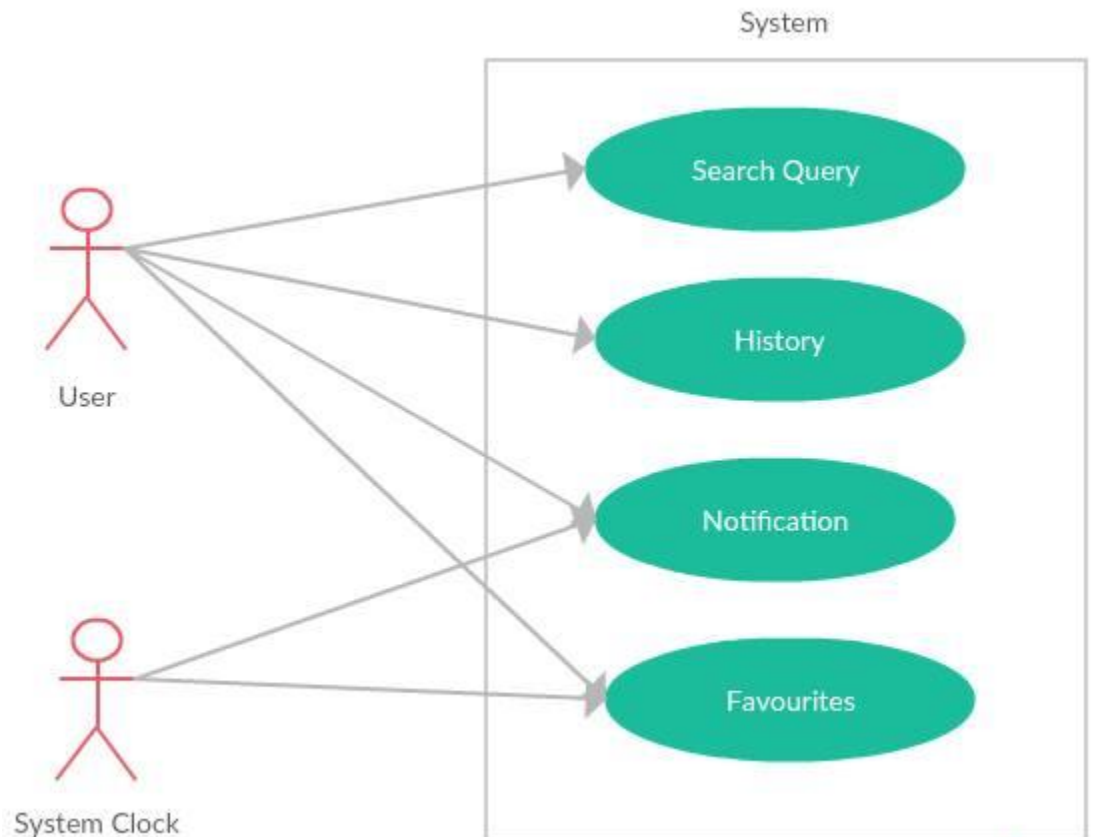 System
Search Query
History
User
Notification
Favourites
System Clock